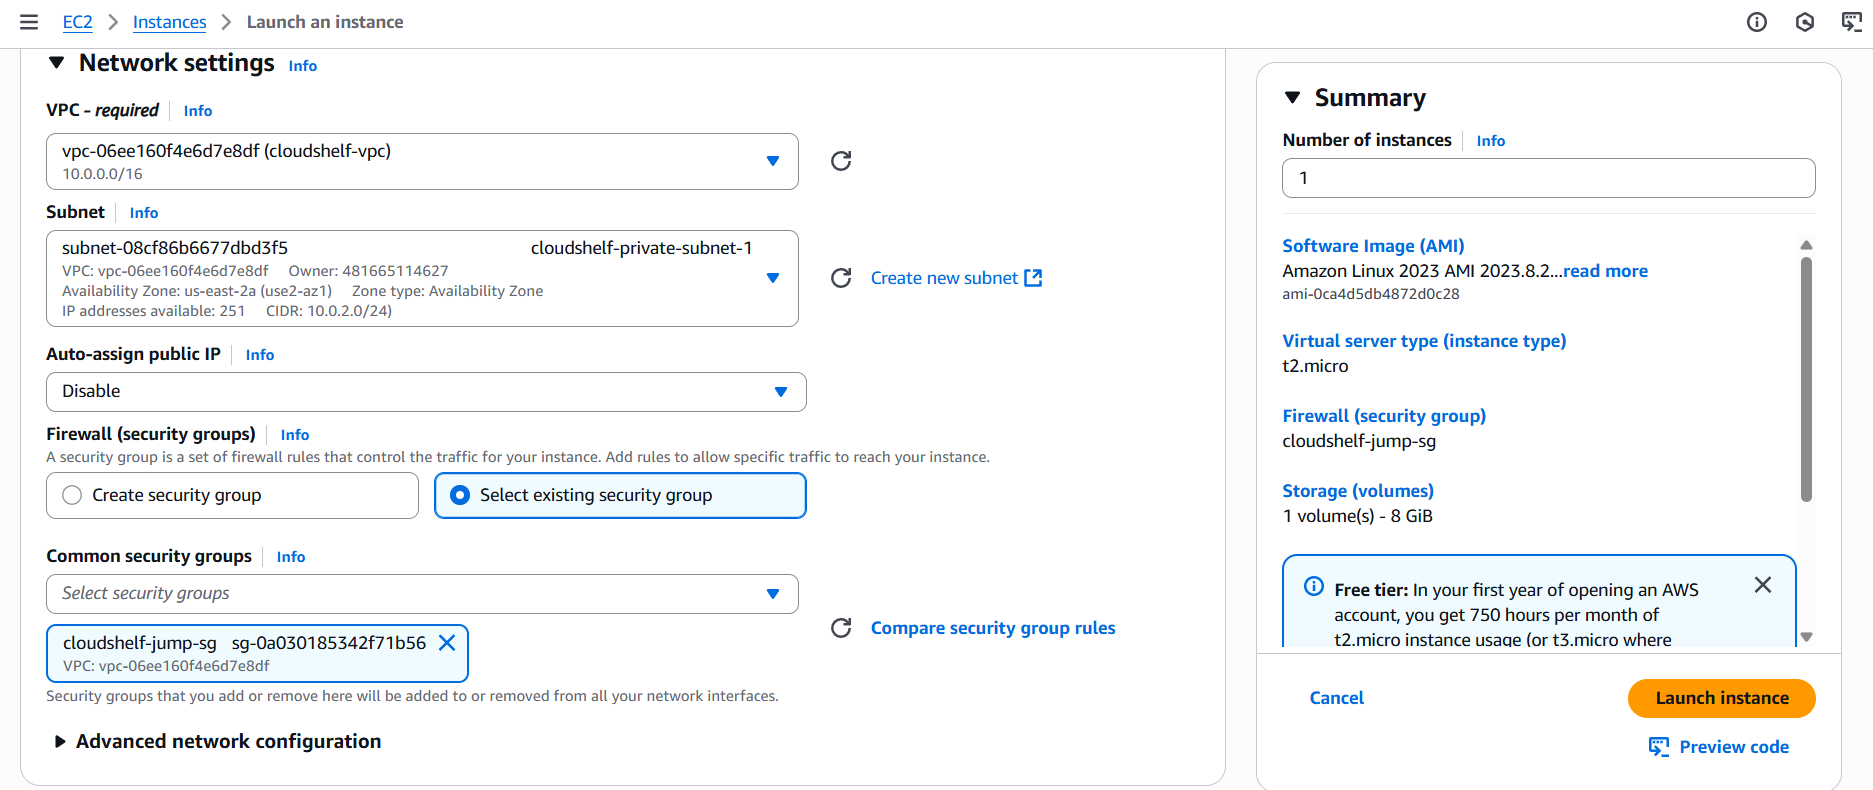 EC2 Instances Launch an instance
Network settings Info
VPC - required Info
vpc-06ee160f4e6d7e8df (cloudshelf-vpc)
10.0.0.0/16
Subnet Info
subnet-08cf86b6677dbd3f5 cloudshelf-private-subnet-1
VPC: vpc-06ee160f4e6d7e8df Owner: 481665114627
Availability Zone: us-east-2a (use2-az1) Zone type: Availability Zone
IP addresses available: 251 CIDR: 10.0.2.0/24)
Create new subnet
Auto-assign public IP Info
Disable
Firewall (security groups) Info
A security group is a set of firewall rules that control the traffic for your instance. Add rules to allow specific traffic to reach your instance.
Create security group
Select existing security group
Common security groups Info
Select security groups
cloudshelf-jump-sg sg-0a030185342f71b56
VPC: vpc-06ee160f4e6d7e8df
Compare security group rules
Security groups that you add or remove here will be added to or removed from all your network interfaces.
Advanced network configuration
Summary
Number of instances Info
1
Software Image (AMI)
Amazon Linux 2023 AMI 2023.8.2...read more
ami-0ca4d5db4872d0c28
Virtual server type (instance type)
t2.micro
Firewall (security group)
cloudshelf-jump-sg
Storage (volumes)
1 volume(s) - 8 GiB
Free tier: In your first year of opening an AWS
account, you get 750 hours per month of
t2.micro instance usage (or t3.micro where
Cancel
Launch instance
Preview code